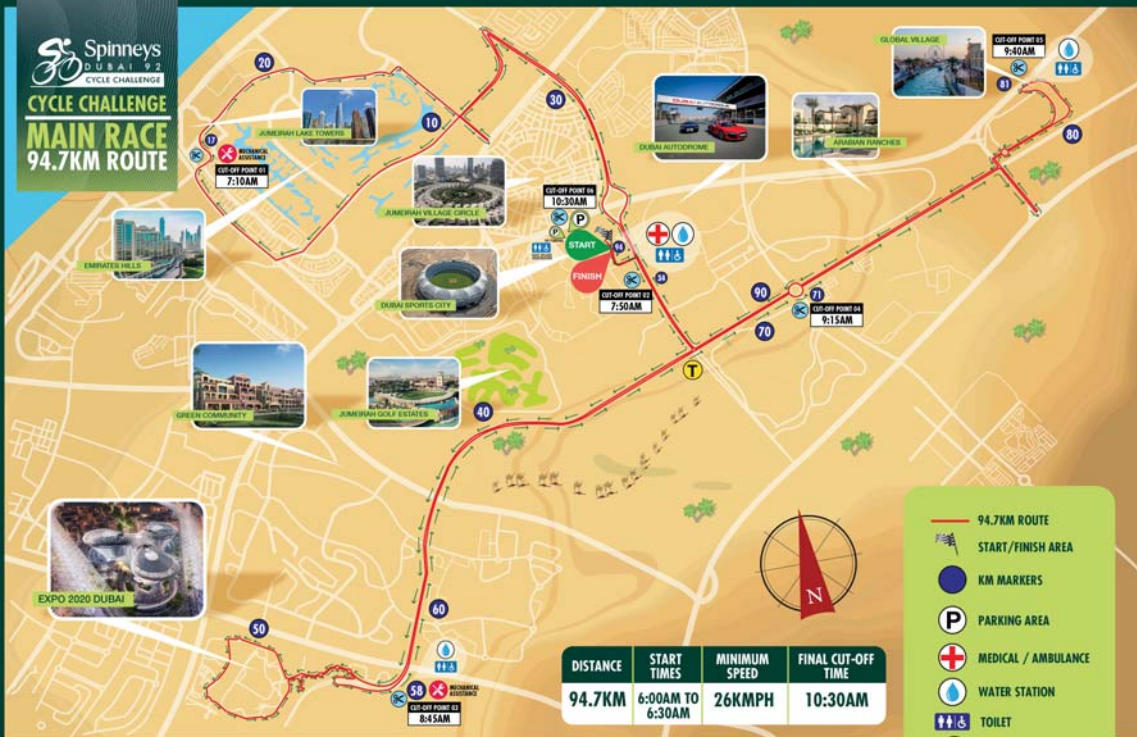 Spinneys
DUBAI 92
CYCLE CHALLENGE
CYCLE CHALLENGE
MAIN RACE
94.7KM ROUTE
20
JUMEIRAH LAKE TOWERS
10
17
MECHANICAL
ASSISTANCE
CUT-OFF POINT 01
7:10AM
EMIRATES HILLS
30
JUMEIRAH VILLAGE CIRCLE
DUBAI SPORTS CITY
CUT-OFF POINT 06
10:30AM
P
P
START
FINISH
94
34
CUT-OFF POINT 02
7:50AM
DUBAI AUTODROME
DUBAI AUTODROME
ARABIAN RANCHES
GLOBAL VILLAGE
CUT-OFF POINT 05
9:40AM
81
80
90
71
70
CUT-OFF POINT 04
9:15AM
T
GREEN COMMUNITY
JUMEIRAH GOLF ESTATES
40
EXPO 2020 DUBAI
60
50
58
MECHANICAL
ASSISTANCE
CUT-OFF POINT 03
8:45AM
N
DISTANCE
START
TIMES
MINIMUM
SPEED
FINAL CUT-OFF
TIME
94.7KM
6:00AM TO
6:30AM
26KMPH
10:30AM
94.7KM ROUTE
START/FINISH AREA
KM MARKERS
P PARKING AREA
MEDICAL / AMBULANCE
WATER STATION
TOILET